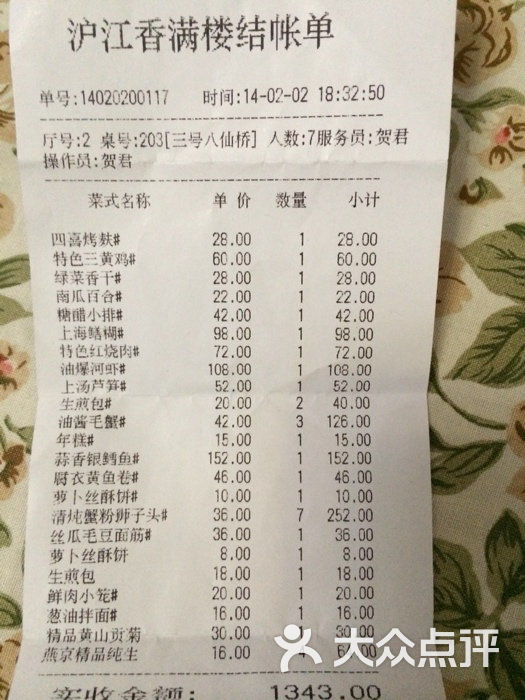 沪江香满楼结帐单
单号:14020200117 时间:14-02-02 18:32:50
厅号:2 桌号:203[三号八仙桥] 人数:7服务员:贺君
操作员:贺君
菜式名称 单价 数量 小计
四喜烤麸# 28.00 1 28.00
特色三黄鸡# 60.00 1 60.00
绿菜香干# 28.00 1 28.00
南瓜百合# 22.00 1 22.00
糖醋小排# 42.00 1 42.00
上海鳝糊# 98.00 1 98.00
特色红烧肉# 72.00 1 72.00
油爆河虾# 108.00 1 108.00
上汤芦笋# 52.00 1 52.00
生煎包# 20.00 2 40.00
油酱毛蟹# 42.00 3 126.00
年糕# 15.00 1 15.00
蒜香银鳕鱼# 152.00 1 152.00
腐衣黄鱼卷# 46.00 1 46.00
萝卜丝酥饼# 10.00 1 10.00
清炖蟹粉狮子头# 36.00 7 252.00
丝瓜毛豆面筋# 36.00 1 36.00
萝卜丝酥饼 8.00 1 8.00
生煎包 18.00 1 18.00
鲜肉小笼# 20.00 1 20.00
葱油拌面# 16.00 1 16.00
精品黄山贡菊 30.00 1 30.00
燕京精品纯生 16.00 4
实收金额: 1343.00
大众点评